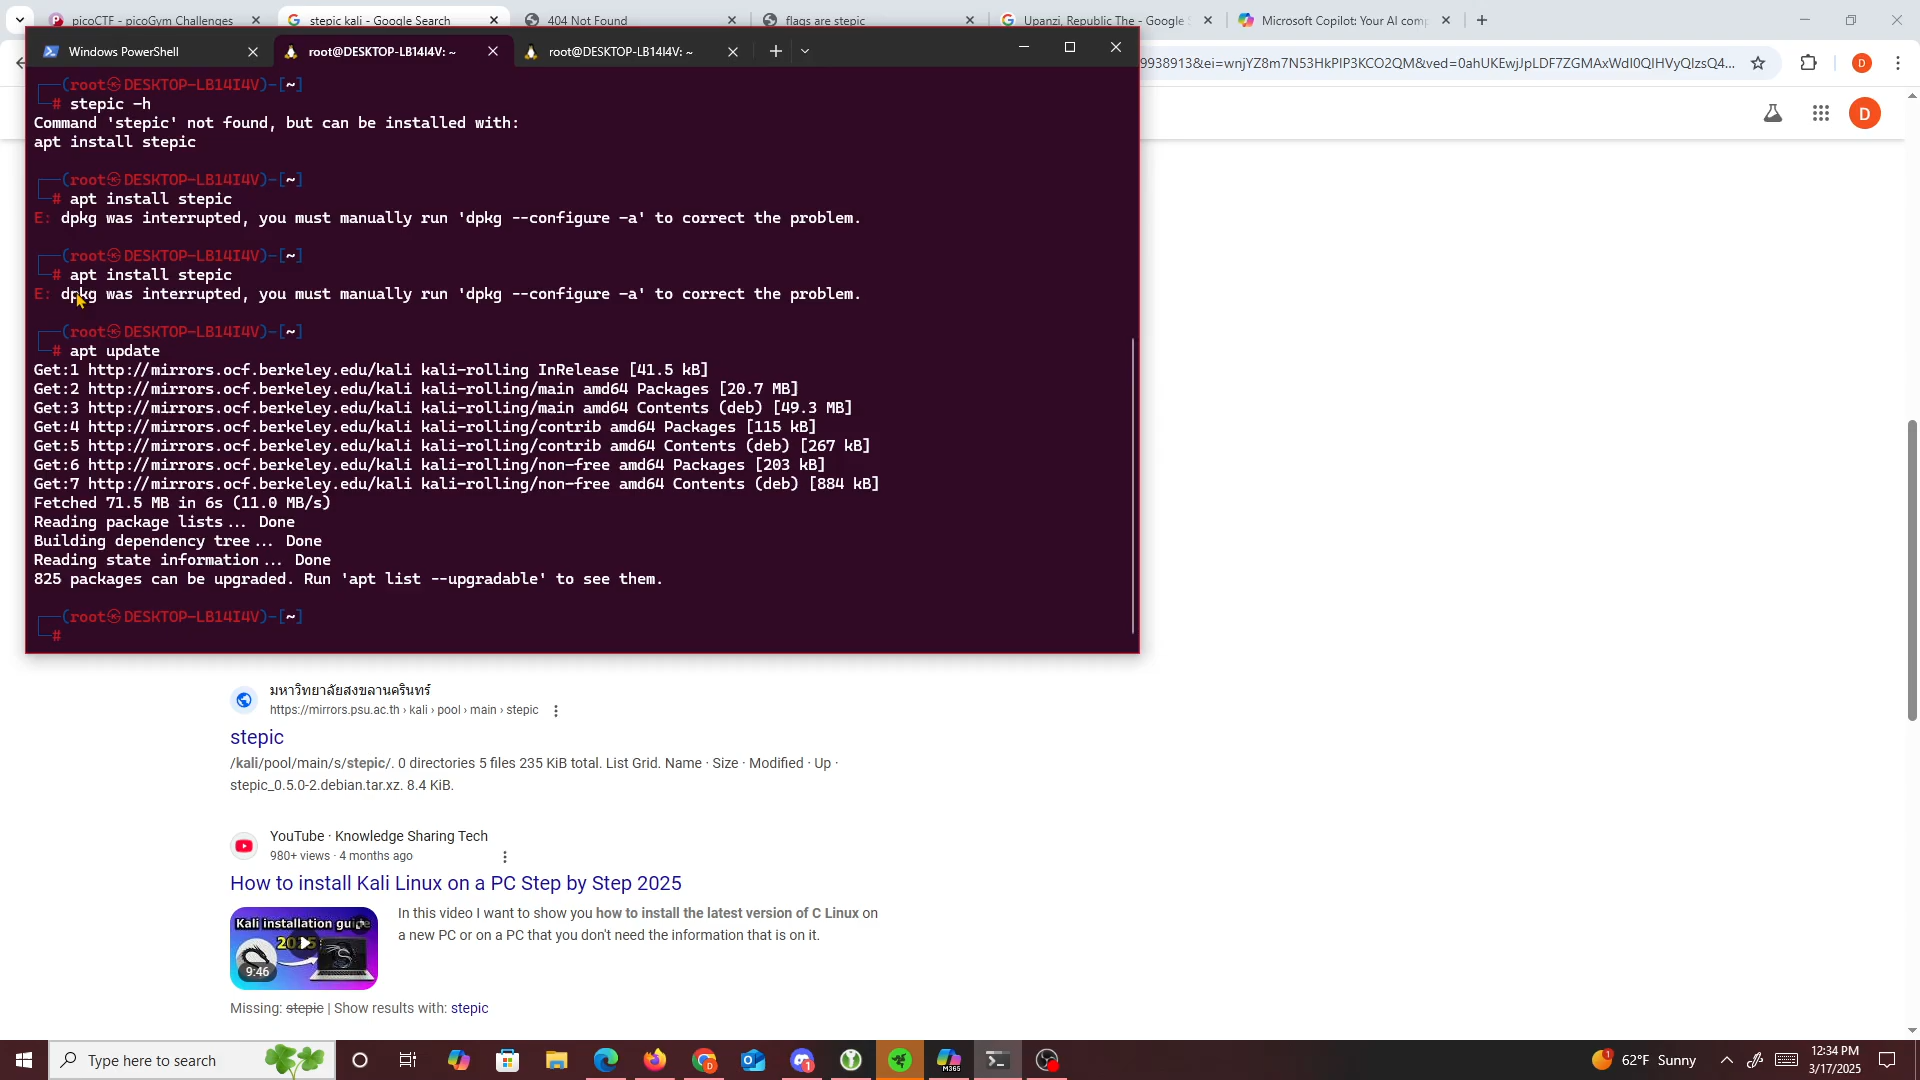 picoCTF - picoGym Challenges
stepic kali - Google Search
404 Not Found
flags are stepic
Upanzi, Republic The - Google S
Microsoft Copilot: Your AI comp
Windows PowerShell
root@DESKTOP-LB14I4V: ~
root@DESKTOP-LB14I4V: ~
9938913&ei=wnjYZ8m7N53HkPIP3KCO2QM&ved=0ahUKEwjJpLDF7ZGMAxWdI0QIHVyQIzsQ4...
D
D
┌──(root㉿DESKTOP-LB14I4V)-[~]
└─# stepic -h
Command 'stepic' not found, but can be installed with:
apt install stepic
┌──(root㉿DESKTOP-LB14I4V)-[~]
└─# apt install stepic
E: dpkg was interrupted, you must manually run 'dpkg --configure -a' to correct the problem.
┌──(root㉿DESKTOP-LB14I4V)-[~]
└─# apt install stepic
E: dpkg was interrupted, you must manually run 'dpkg --configure -a' to correct the problem.
┌──(root㉿DESKTOP-LB14I4V)-[~]
└─# apt update
Get:1 http://mirrors.ocf.berkeley.edu/kali kali-rolling InRelease [41.5 kB]
Get:2 http://mirrors.ocf.berkeley.edu/kali kali-rolling/main amd64 Packages [20.7 MB]
Get:3 http://mirrors.ocf.berkeley.edu/kali kali-rolling/main amd64 Contents (deb) [49.3 MB]
Get:4 http://mirrors.ocf.berkeley.edu/kali kali-rolling/contrib amd64 Packages [115 kB]
Get:5 http://mirrors.ocf.berkeley.edu/kali kali-rolling/contrib amd64 Contents (deb) [267 kB]
Get:6 http://mirrors.ocf.berkeley.edu/kali kali-rolling/non-free amd64 Packages [203 kB]
Get:7 http://mirrors.ocf.berkeley.edu/kali kali-rolling/non-free amd64 Contents (deb) [884 kB]
Fetched 71.5 MB in 6s (11.0 MB/s)
Reading package lists... Done
Building dependency tree... Done
Reading state information... Done
825 packages can be upgraded. Run 'apt list --upgradable' to see them.
┌──(root㉿DESKTOP-LB14I4V)-[~]
└─#
มหาวิทยาลัยสงขลานครินทร์
https://mirrors.psu.ac.th › kali › pool › main › stepic
stepic
/kali/pool/main/s/stepic/. 0 directories 5 files 235 KiB total. List Grid. Name · Size · Modified · Up ·
stepic_0.5.0-2.debian.tar.xz. 8.4 KiB.
YouTube · Knowledge Sharing Tech
980+ views · 4 months ago
How to install Kali Linux on a PC Step by Step 2025
Kali installation guide
2025
9:46
In this video I want to show you how to install the latest version of C Linux on
a new PC or on a PC that you don't need the information that is on it.
Missing: stepic | Show results with: stepic
Type here to search
M365
62°F Sunny
12:34 PM
3/17/2025